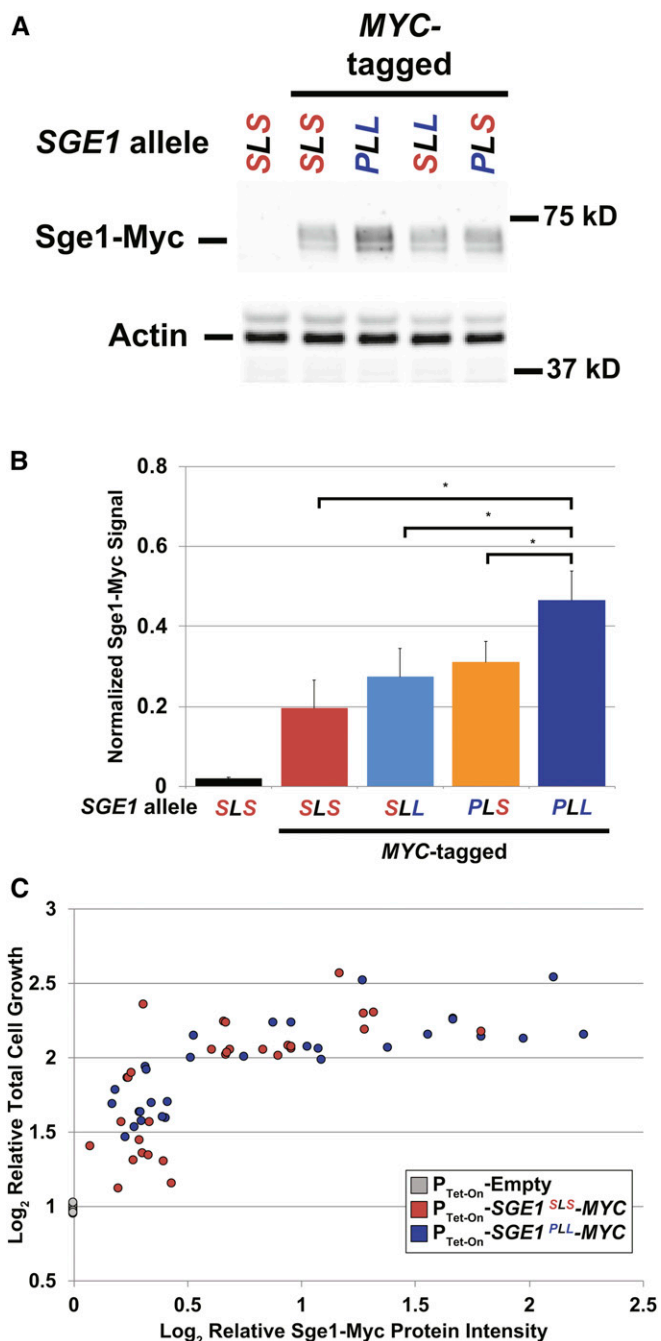 A
MYC-
tagged
SGE1 allele
SLS
SLS
PLL
SLL
PLS
75 kD
Sge1-Myc
Actin
37 kD
B
Normalized Sge1-Myc Signal
0.8
0.6
0.4
0.2
0
*
*
*
SGE1 allele
SLS
SLS
SLL
PLS
PLL
MYC-tagged
C
Log2 Relative Total Cell Growth
3
2.5
2
1.5
1
0.5
0
0.5
1
1.5
2
2.5
PTet-On-Empty
PTet-On-SGE1 SLS-MYC
PTet-On-SGE1 PLL-MYC
Log2 Relative Sge1-Myc Protein Intensity